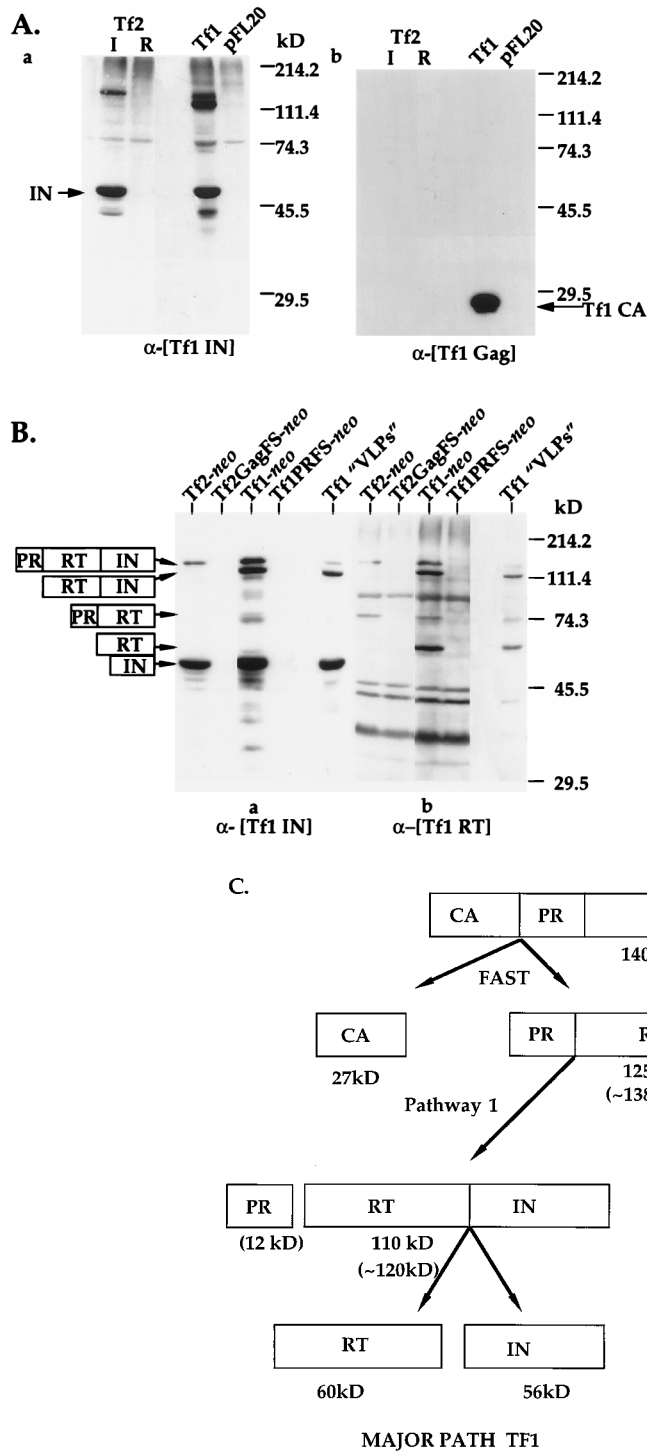 A.
Tf2
I R Tf1 pFL20 kD
a
214.2
111.4
74.3
IN
45.5
29.5
α-[Tf1 IN]
b
Tf2
I R Tf1 pFL20
214.2
111.4
74.3
45.5
29.5
Tf1 CA
α-[Tf1 Gag]
B.
Tf2-neo Tf2GagFS-neo Tf1-neo Tf1PRFS-neo Tf1 "VLPs" Tf2-neo Tf2GagFS-neo Tf1-neo Tf1PRFS-neo Tf1 "VLPs"
kD
214.2
111.4
74.3
45.5
29.5
PR RT IN
RT IN
PR RT
RT
IN
a b
α- [Tf1 IN] α–[Tf1 RT]
C.
CA PR
140
FAST
CA PR R
27kD 125
(~138
Pathway 1
PR RT IN
(12 kD) 110 kD
(~120kD)
RT IN
60kD 56kD
MAJOR PATH TF1